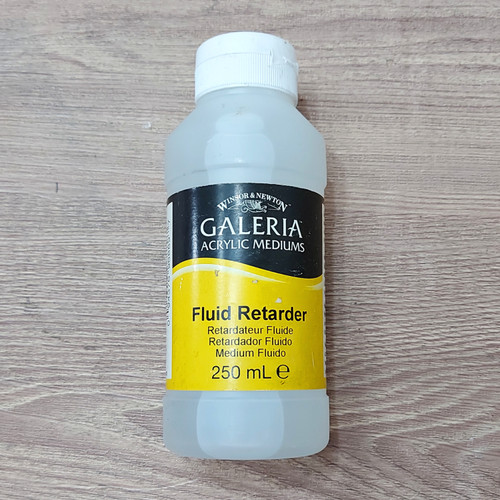 WINSOR & NEWTON
GALERIA
ACRYLIC MEDIUMS
Fluid Retarder
Retardateur Fluide
Retardador Fluido
Medium Fluido
250 mL ℮